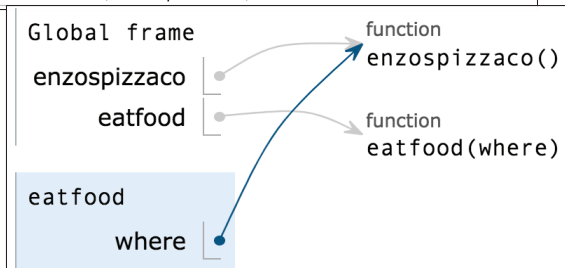 Global frame
enzospizzaco
eatfood
function
enzospizzaco()
function
eatfood(where)
eatfood
where